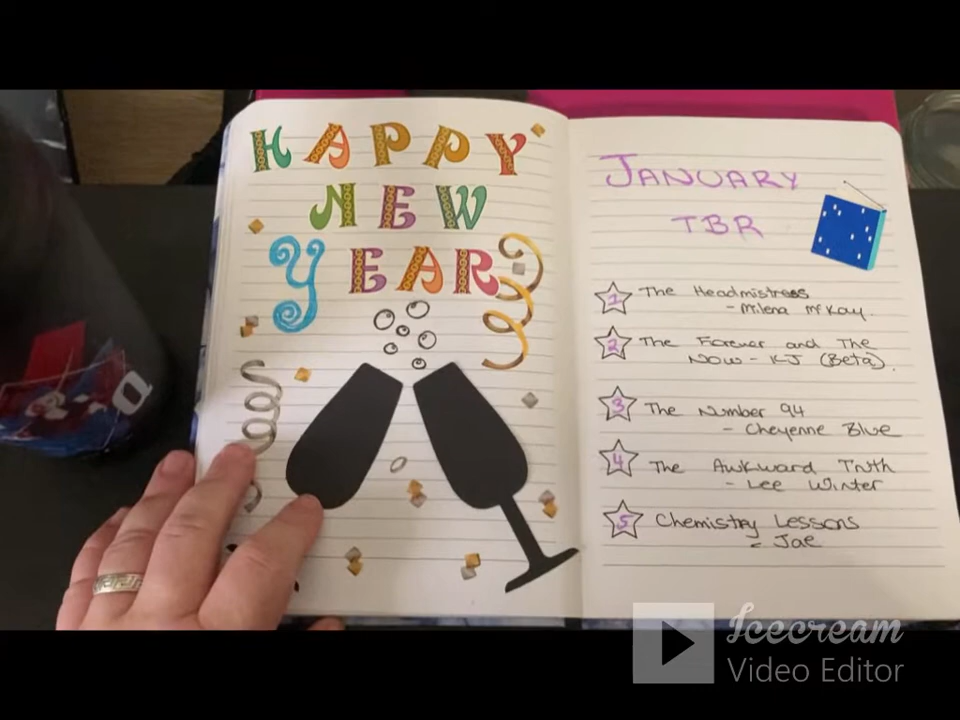 HAPPY
NEW
YEAR
JANUARY
TBR
1 The Headmistress
- Milena McKay.
2 The Forever and The
Now - KJ (Beta).
3 The Number 94
- Cheyenne Blue
4 The Awkward Truth
- Lee Winter
5 Chemistry Lessons
- Jae
Icecream
Video Editor